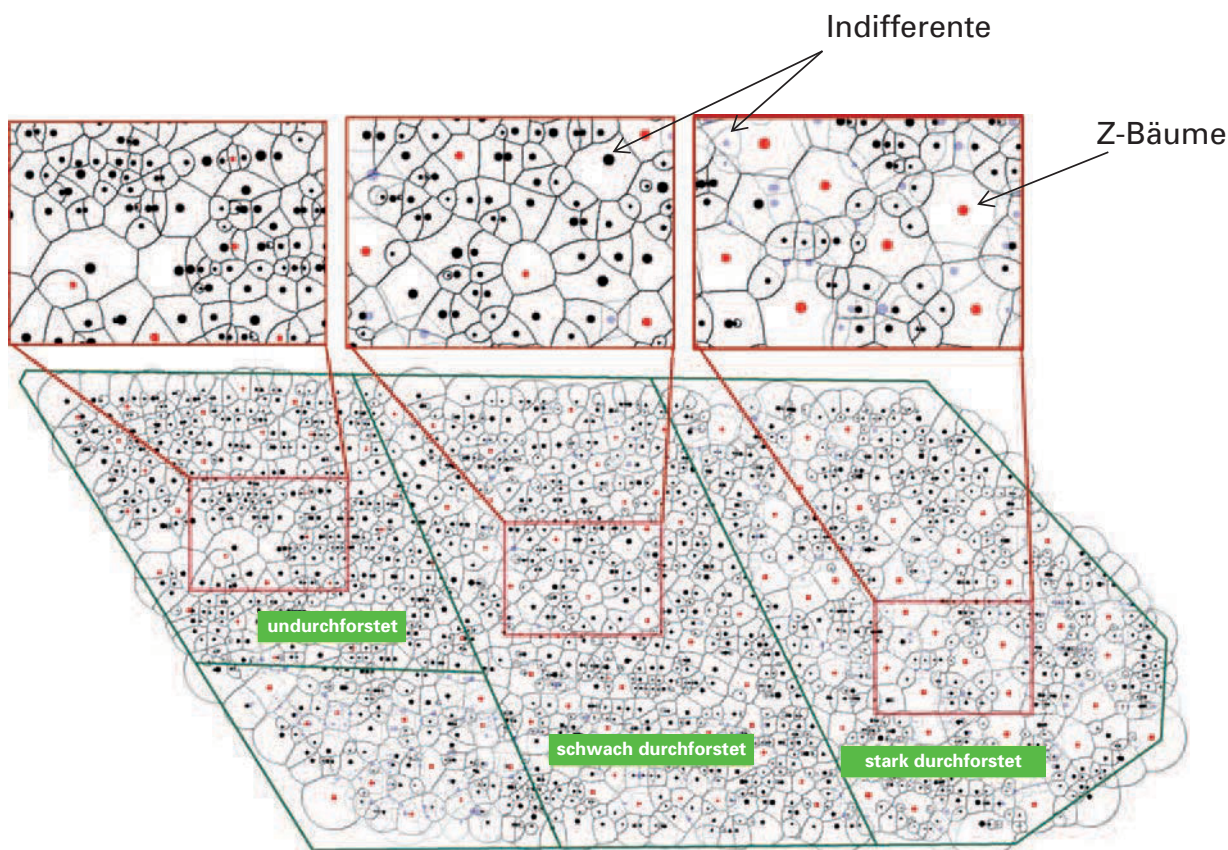 Indifferente
Z-Bäume
undurchforstet
schwach durchforstet
stark durchforstet